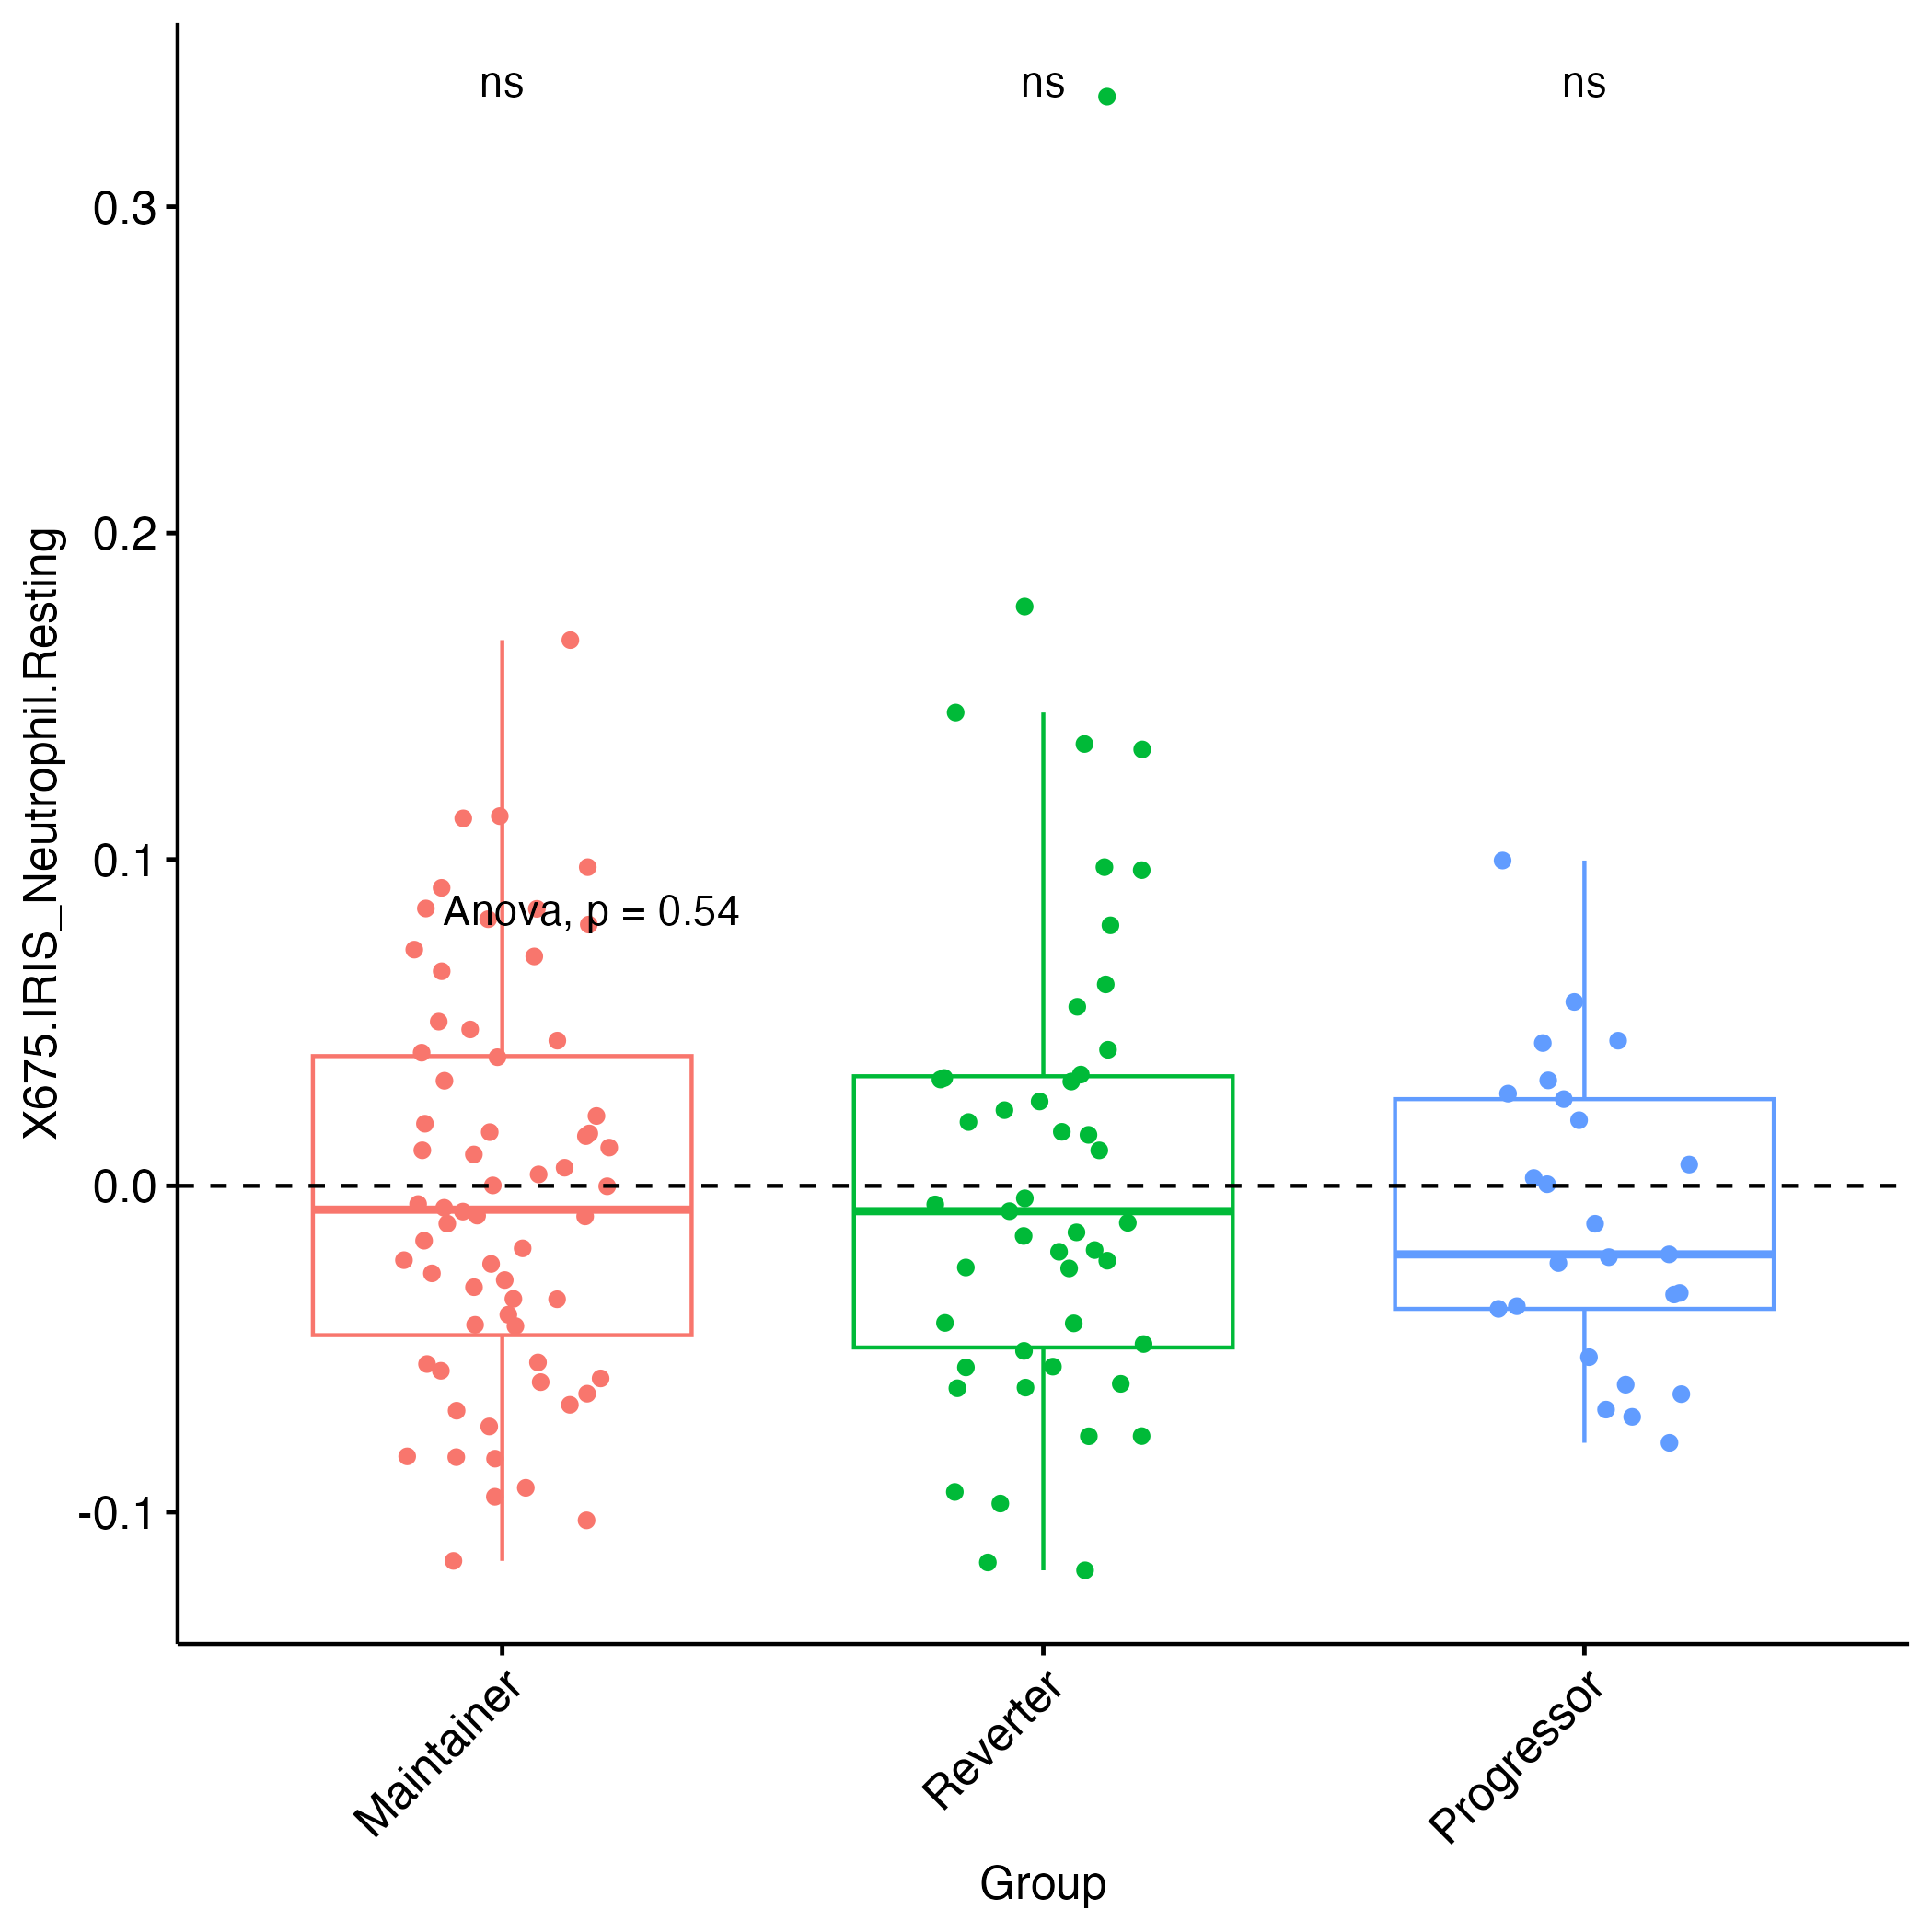 ns ns ns
0.3
0.2
0.1
Anova, p = 0.54
0.0
-0.1
X675.IRIS_Neutrophil.Resting
Maintainer
Reverter
Progressor
Group